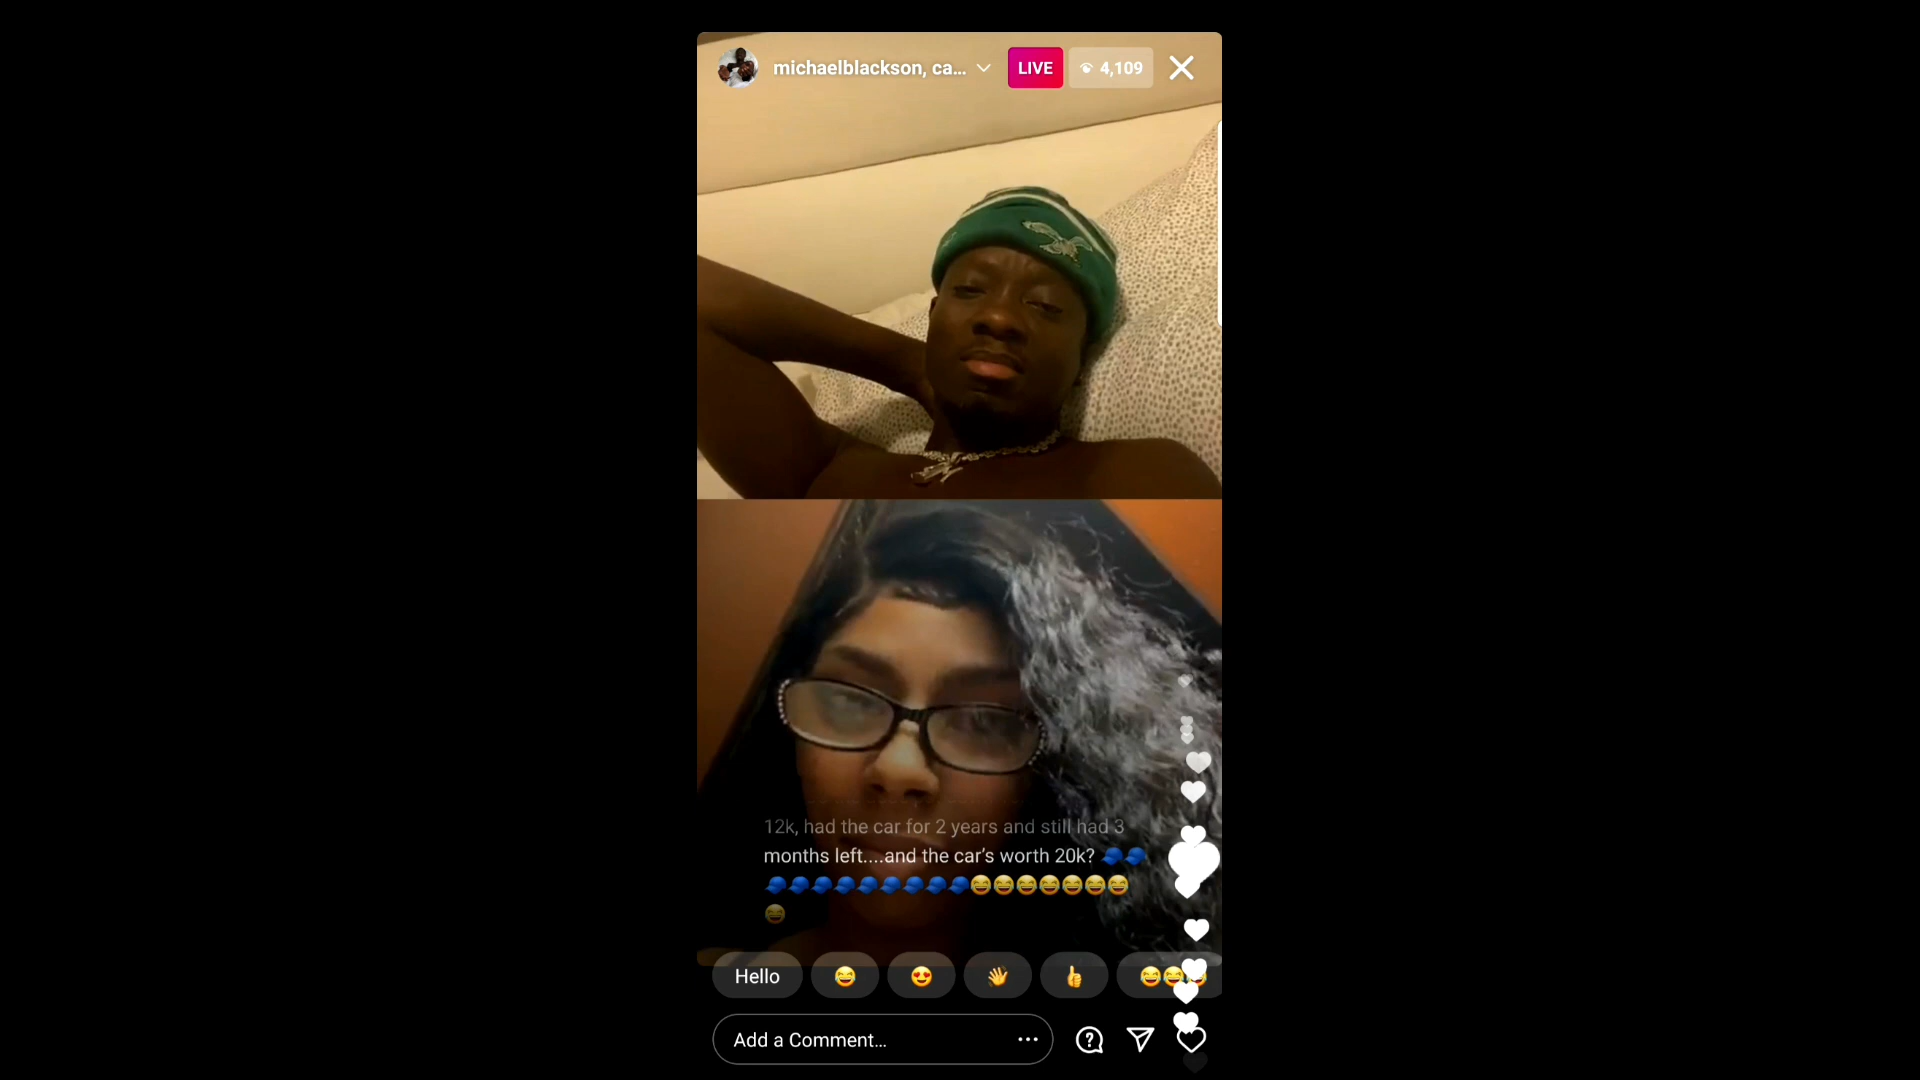 michaelblackson, ca...
LIVE
4,109
12k, had the car for 2 years and still had 3
months left....and the car's worth 20k? 🧢🧢
🧢🧢🧢🧢🧢🧢🧢🧢🧢😂😂😂😂😂😂😂
😂
Hello
Add a Comment...